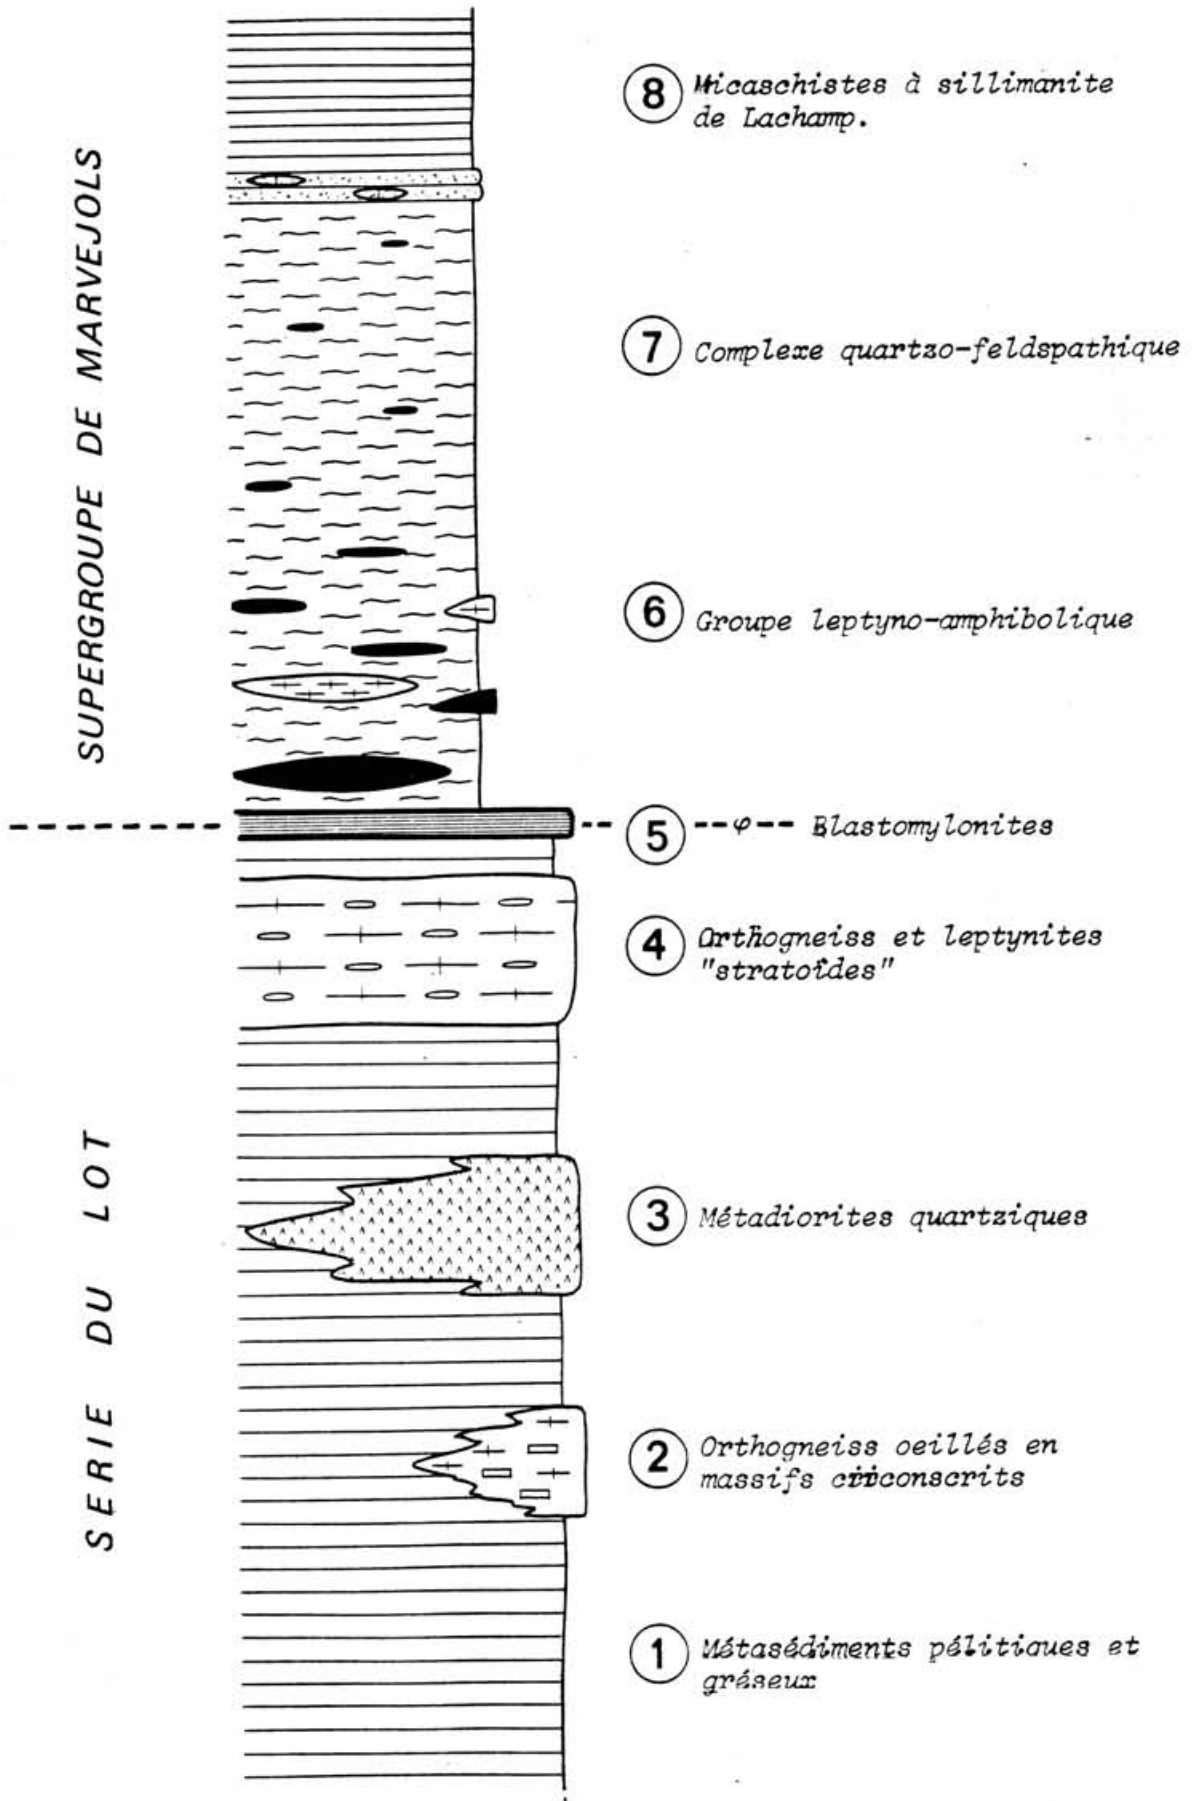 SUPERGROUPE DE MARVEJOLS
8 Micaschistes à sillimanite
de Lachamp.
7 Complexe quartzo-feldspathique
6 Groupe leptyno-amphibolique
5 --φ-- Blastomylonites
SERIE DU LOT
4 Orthogneiss et leptynites
"stratoïdes"
3 Métadiorites quartziques
2 Orthogneiss oeillés en
massifs circonscrits
1 Métasédiments pélitiques et
gréseux